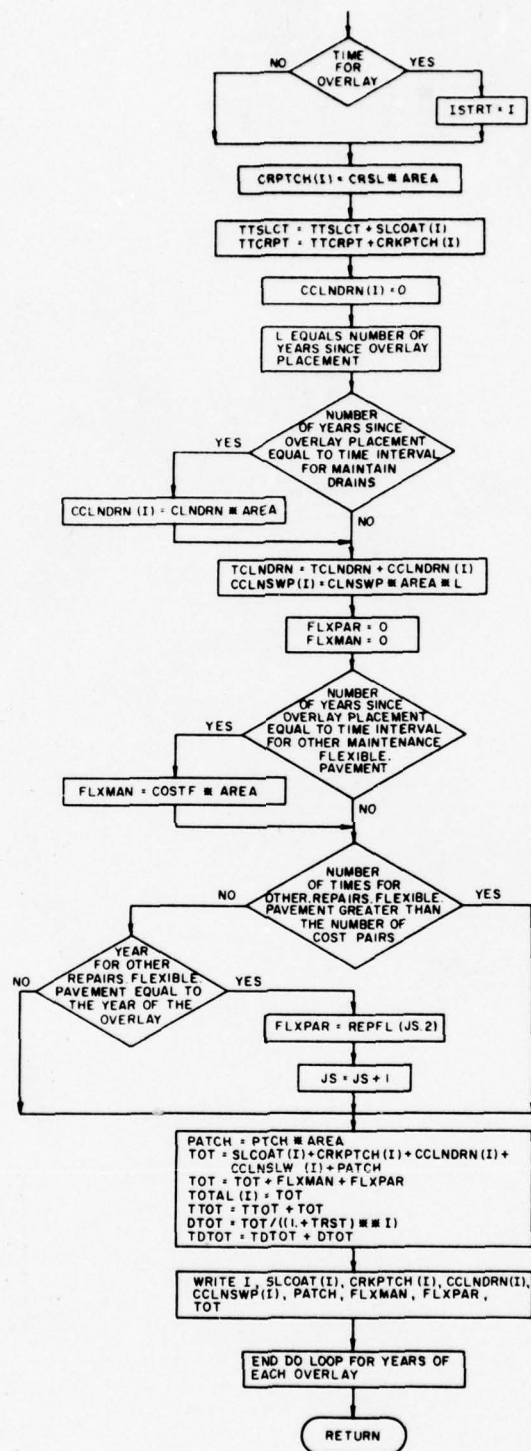 TIME
FOR
OVERLAY
NO
YES
ISTRT = I
CRPTCH(I) = CRSL * AREA
TTSLCT = TTSLCT + SLCOAT(I)
TTCRPT = TTCRPT + CRKPTCH(I)
CCLNDRN(I) = 0
L EQUALS NUMBER OF
YEARS SINCE OVERLAY
PLACEMENT
NUMBER
OF YEARS SINCE
OVERLAY PLACEMENT
EQUAL TO TIME INTERVAL
FOR MAINTAIN
DRAINS
YES
CCLNDRN (I) = CLNDRN * AREA
NO
TCLNDRN = TCLNDRN + CCLNDRN (I)
CCLNSWP(I) = CLNSWP * AREA * L
FLXPAR = 0
FLXMAN = 0
NUMBER
OF YEARS SINCE
OVERLAY PLACEMENT
EQUAL TO TIME INTERVAL
FOR OTHER MAINTENANCE
FLEXIBLE.
PAVEMENT
YES
FLXMAN = COSTF * AREA
NO
NUMBER
OF TIMES FOR
OTHER.REPAIRS.FLEXIBLE.
PAVEMENT GREATER THAN
THE NUMBER OF
COST PAIRS
NO
YES
YEAR
FOR OTHER
REPAIRS.FLEXIBLE.
PAVEMENT EQUAL TO
THE YEAR OF THE
OVERLAY
NO
YES
FLXPAR = REPFL (JS.2)
JS = JS + 1
PATCH = PTCH * AREA
TOT = SLCOAT(I)+CRKPTCH(I)+CCLNDRN(I)+
CCLNSLW (I)+PATCH
TOT = TOT + FLXMAN + FLXPAR
TOTAL (I) = TOT
TTOT = TTOT + TOT
DTOT = TOT/((1.+TRST) ** I)
TDTOT = TDTOT + DTOT
WRITE I, SLCOAT(I), CRKPTCH (I), CCLNDRN(I),
CCLNSWP(I), PATCH, FLXMAN, FLXPAR,
TOT
END DO LOOP FOR YEARS OF
EACH OVERLAY
RETURN